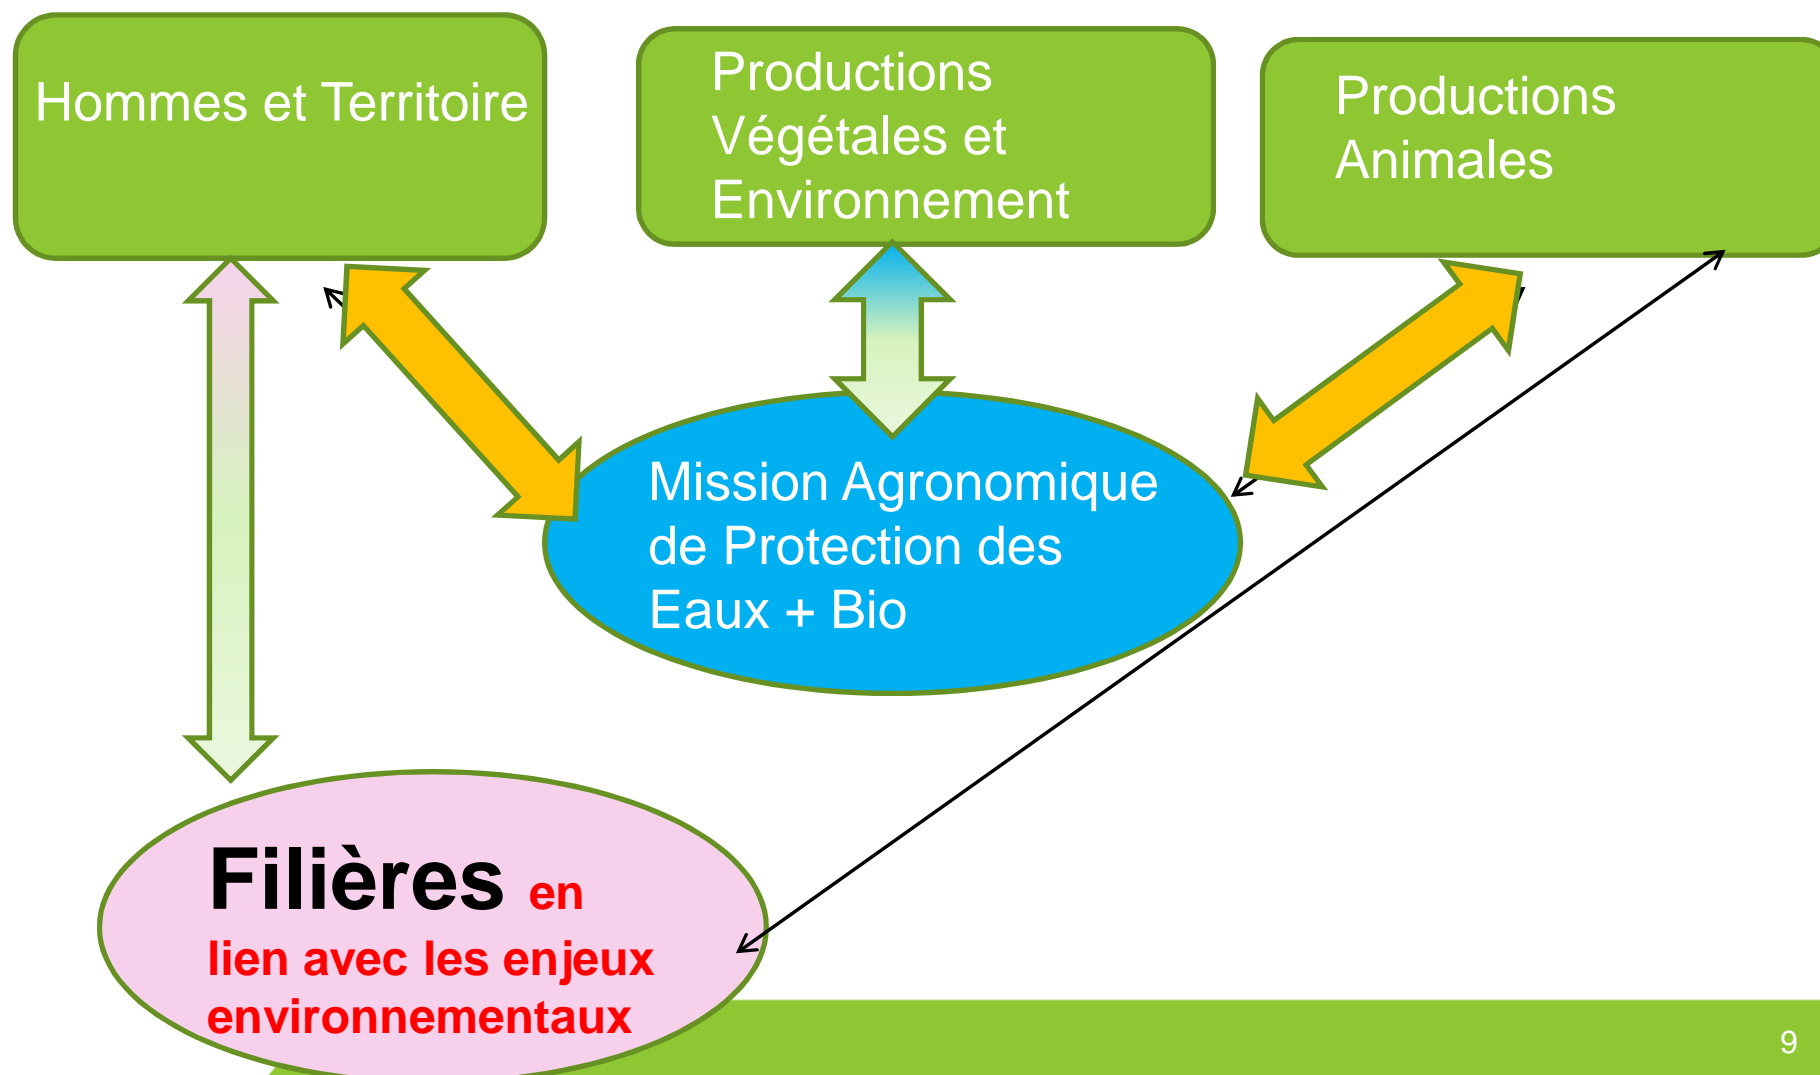 Hommes et Territoire
Productions
Végétales et
Environnement
Productions
Animales
Mission Agronomique
de Protection des
Eaux + Bio
Filières en
lien avec les enjeux
environnementaux
9